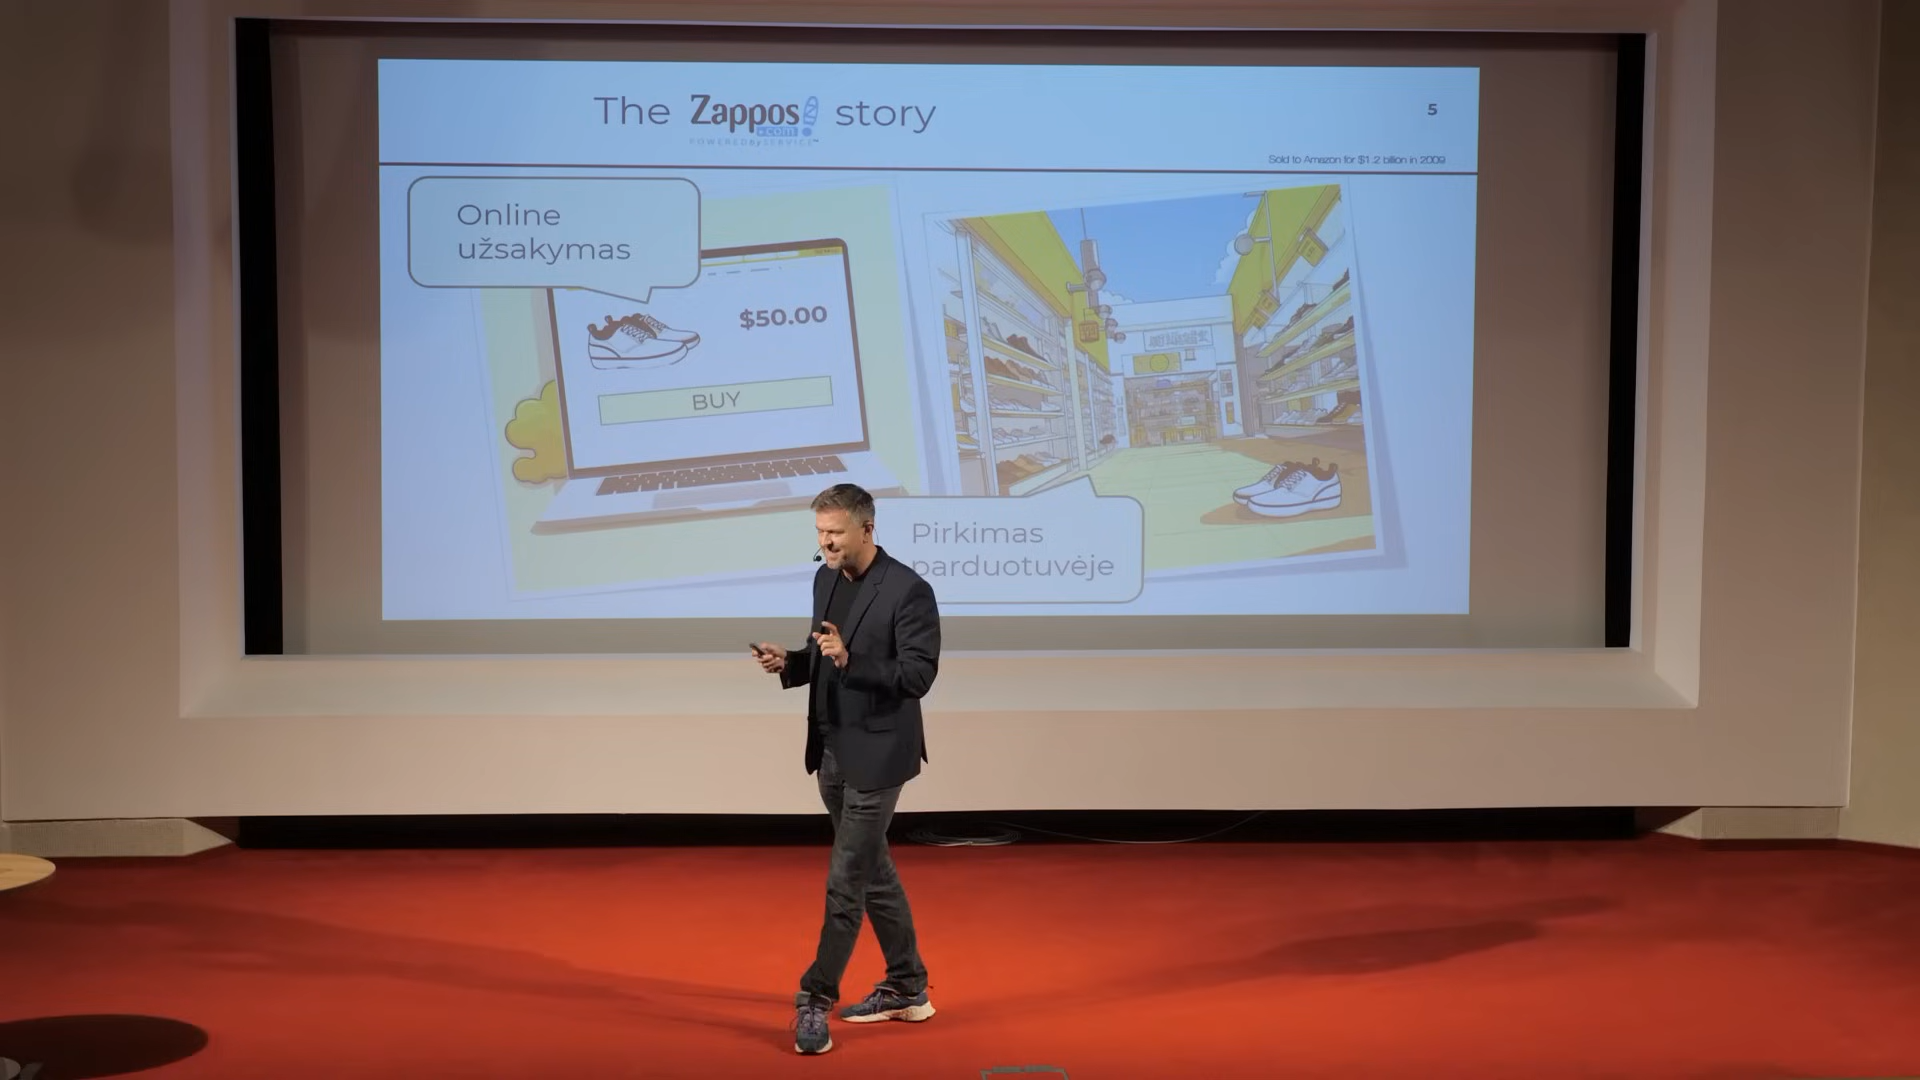 The Zappos.com story
POWERED by SERVICE™
5
Sold to Amazon for $1.2 billion in 2009
Online
užsakymas
$50.00
BUY
Pirkimas
parduotuvėje